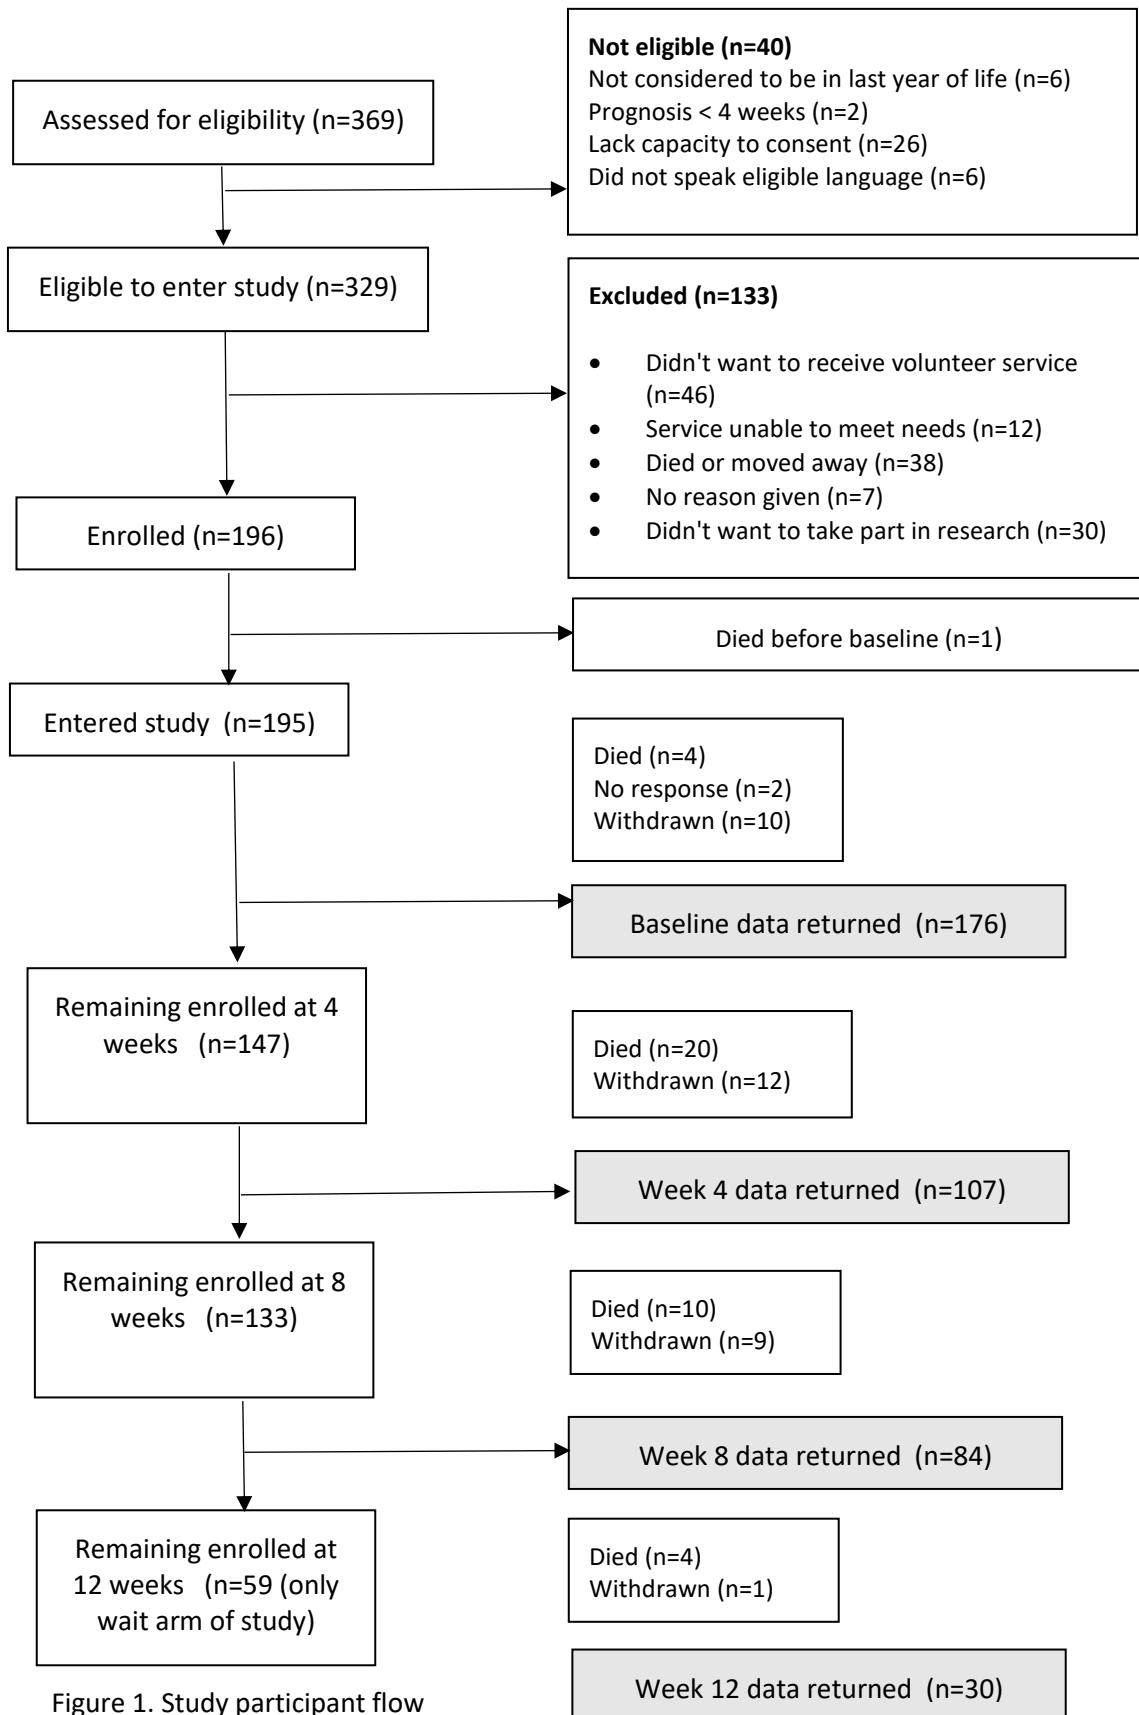 Assessed for eligibility (n=369)
Not eligible (n=40)
Not considered to be in last year of life (n=6)
Prognosis < 4 weeks (n=2)
Lack capacity to consent (n=26)
Did not speak eligible language (n=6)
Eligible to enter study (n=329)
Excluded (n=133)
• Didn't want to receive volunteer service
(n=46)
• Service unable to meet needs (n=12)
• Died or moved away (n=38)
• No reason given (n=7)
• Didn't want to take part in research (n=30)
Enrolled (n=196)
Died before baseline (n=1)
Entered study (n=195)
Died (n=4)
No response (n=2)
Withdrawn (n=10)
Baseline data returned (n=176)
Remaining enrolled at 4
weeks (n=147)
Died (n=20)
Withdrawn (n=12)
Week 4 data returned (n=107)
Remaining enrolled at 8
weeks (n=133)
Died (n=10)
Withdrawn (n=9)
Week 8 data returned (n=84)
Remaining enrolled at
12 weeks (n=59 (only
wait arm of study)
Died (n=4)
Withdrawn (n=1)
Week 12 data returned (n=30)
Figure 1. Study participant flow